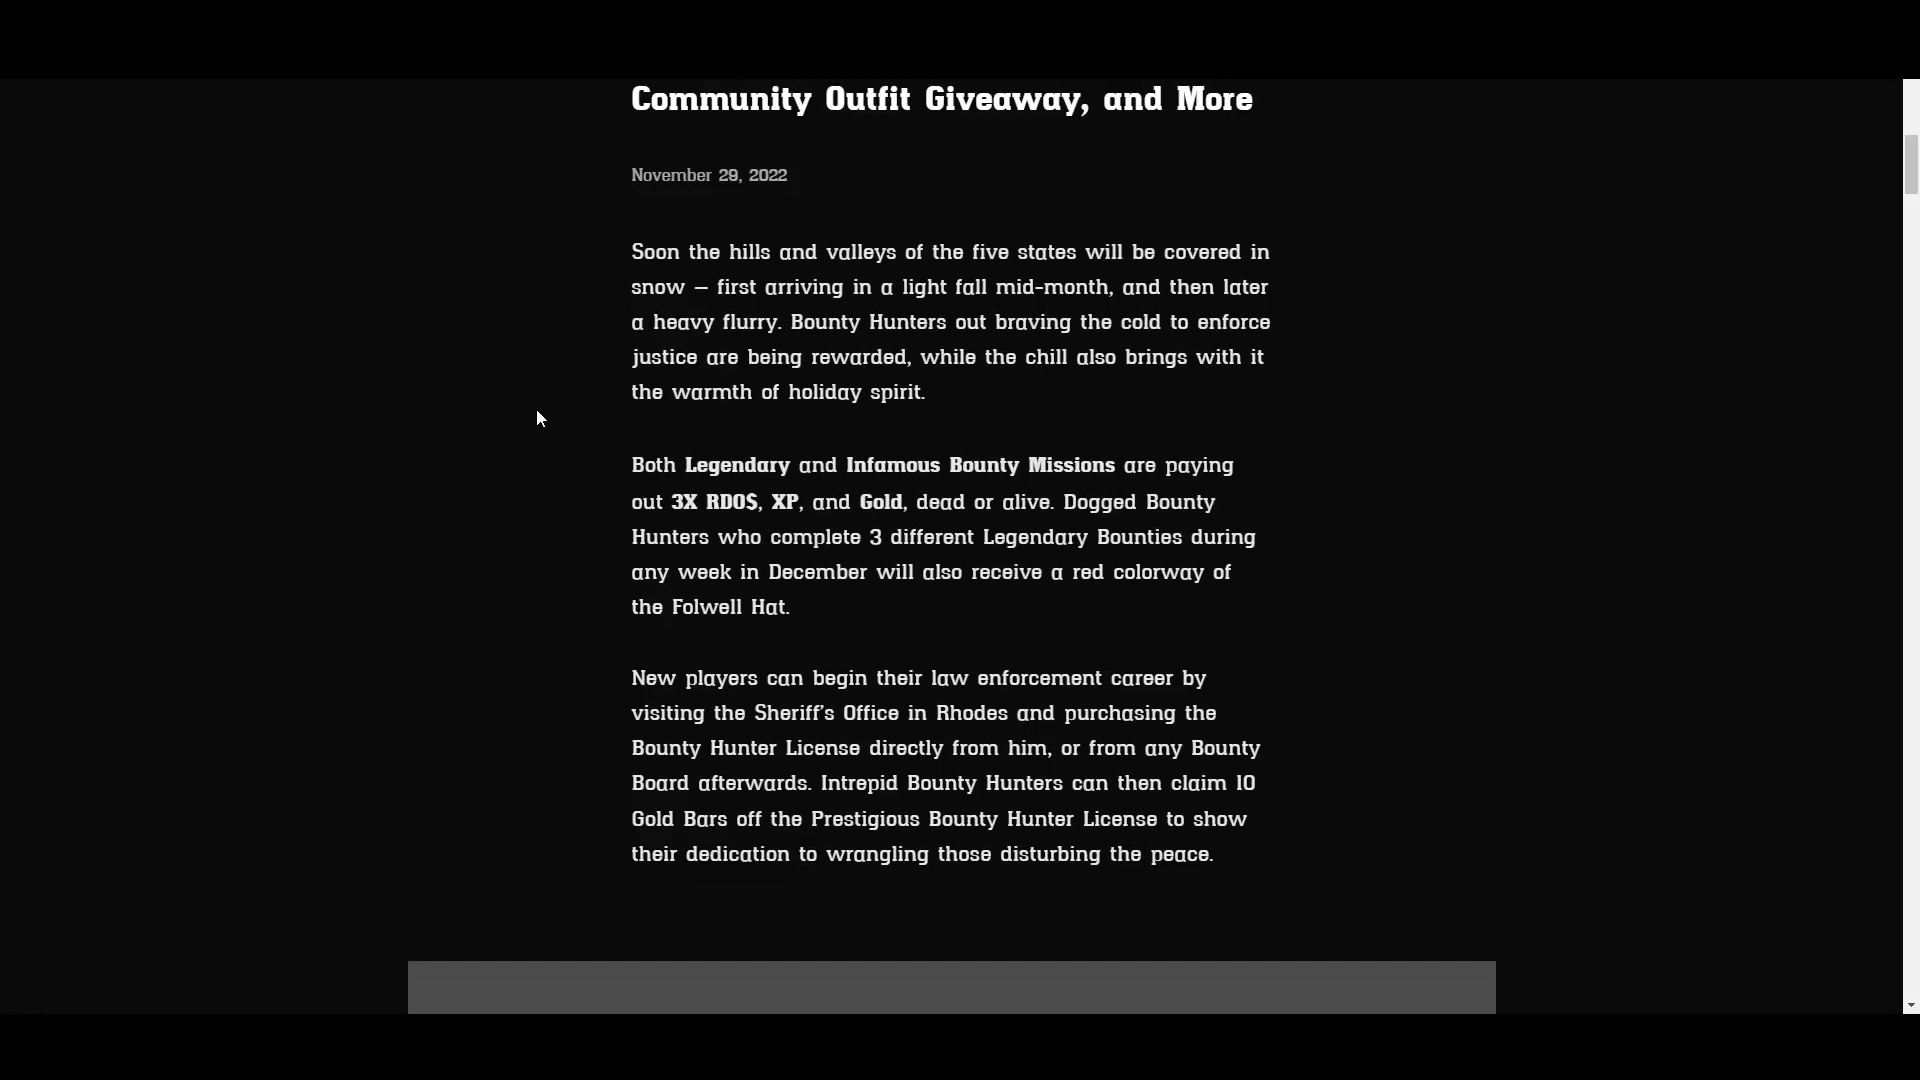 Community Outfit Giveaway, and More
November 29, 2022
Soon the hills and valleys of the five states will be covered in
snow – first arriving in a light fall mid-month, and then later
a heavy flurry. Bounty Hunters out braving the cold to enforce
justice are being rewarded, while the chill also brings with it
the warmth of holiday spirit.
Both Legendary and Infamous Bounty Missions are paying
out 3X RDO$, XP, and Gold, dead or alive. Dogged Bounty
Hunters who complete 3 different Legendary Bounties during
any week in December will also receive a red colorway of
the Folwell Hat.
New players can begin their law enforcement career by
visiting the Sheriff's Office in Rhodes and purchasing the
Bounty Hunter License directly from him, or from any Bounty
Board afterwards. Intrepid Bounty Hunters can then claim 10
Gold Bars off the Prestigious Bounty Hunter License to show
their dedication to wrangling those disturbing the peace.